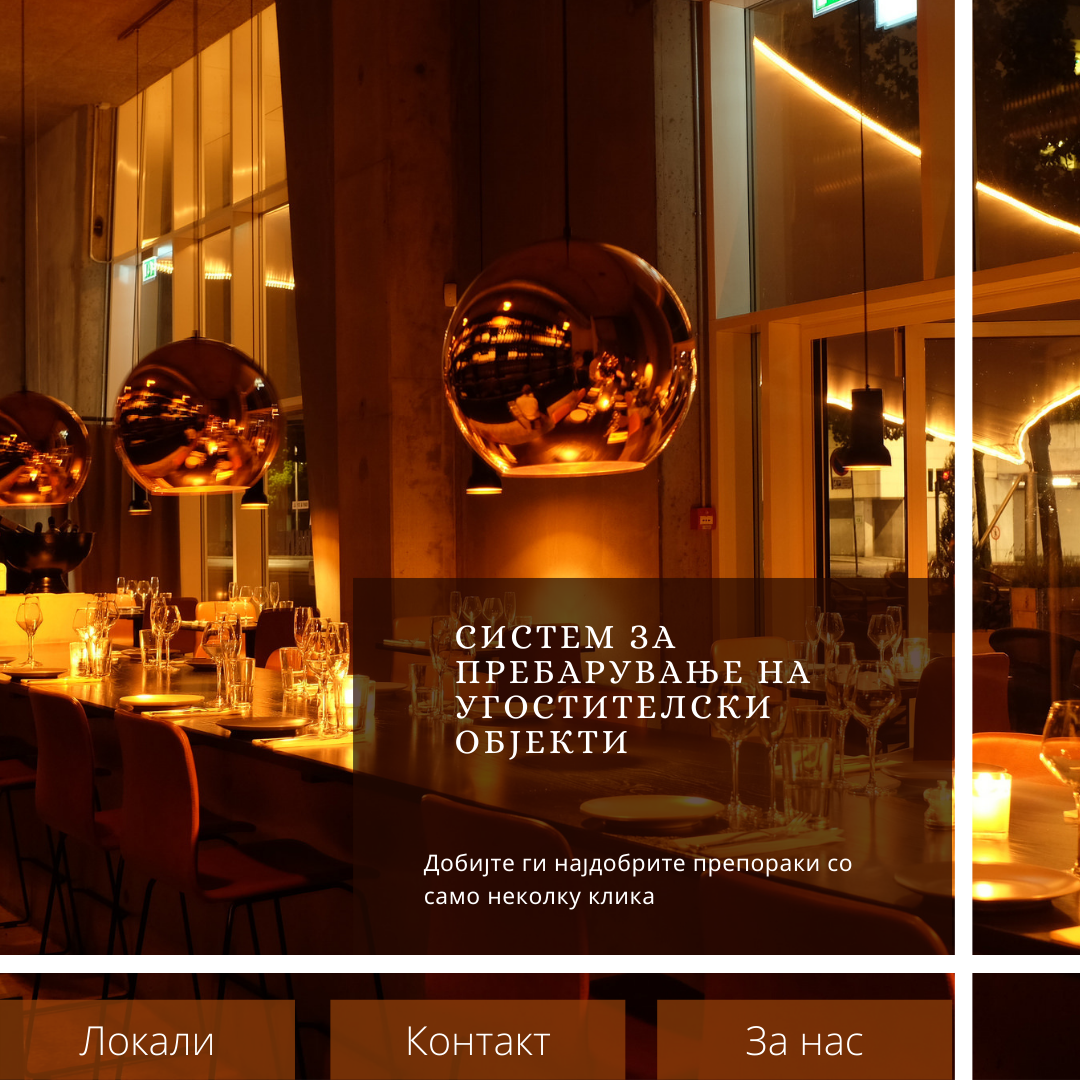 СИСТЕМ ЗА
ПРЕБАРУВАЊЕ НА
УГОСТИТЕЛСКИ
ОБЈЕКТИ
Добијте ги најдобрите препораки со
само неколку клика
Локали
Контакт
За нас